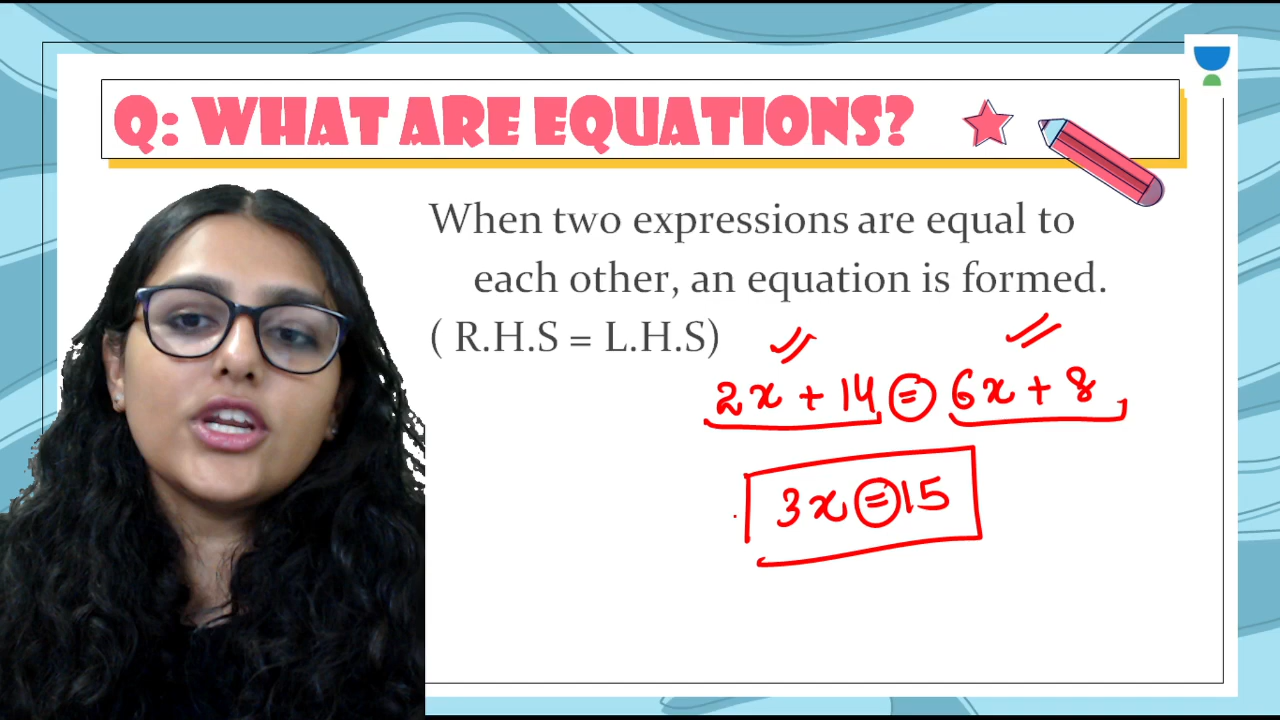 Q: WHAT ARE EQUATIONS?
When two expressions are equal to
each other, an equation is formed.
( R.H.S = L.H.S)
2x + 14 = 6x + 8
3x = 15